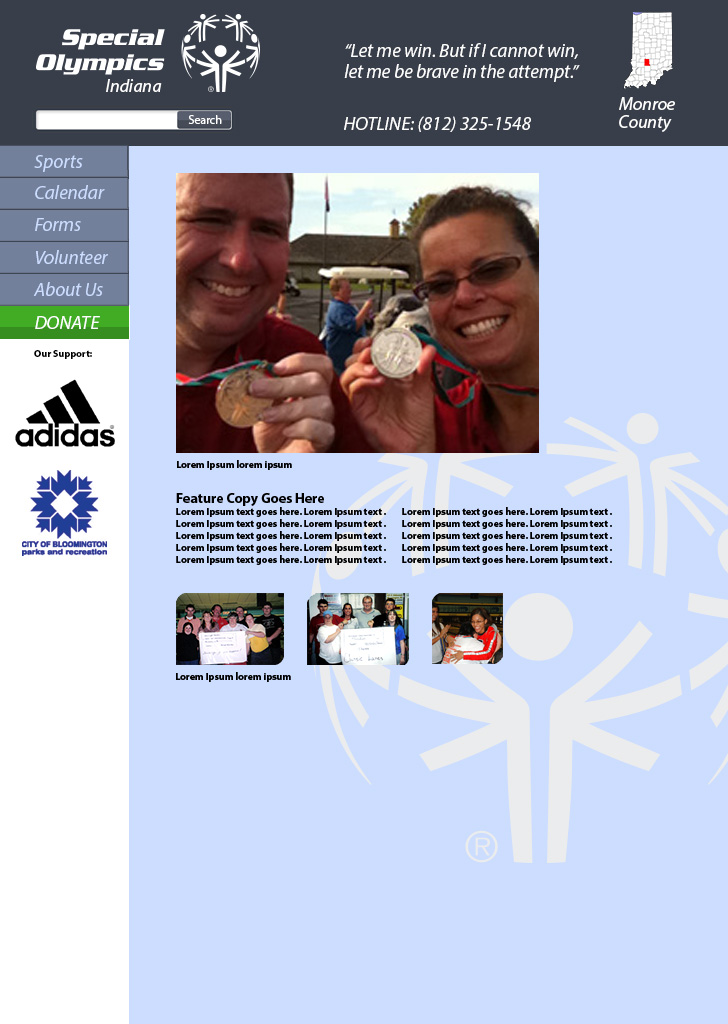 Special
Olympics
Indiana
®
Search
“Let me win. But if I cannot win,
let me be brave in the attempt.”
HOTLINE: (812) 325-1548
Monroe
County
Sports
Calendar
Forms
Volunteer
About Us
DONATE
Our Support:
adidas
CITY OF BLOOMINGTON
parks and recreation
Lorem Ipsum lorem ipsum
Feature Copy Goes Here
Lorem Ipsum text goes here. Lorem Ipsum text .
Lorem Ipsum text goes here. Lorem Ipsum text .
Lorem Ipsum text goes here. Lorem Ipsum text .
Lorem Ipsum text goes here. Lorem Ipsum text .
Lorem Ipsum text goes here. Lorem Ipsum text .
Lorem Ipsum text goes here. Lorem Ipsum text .
Lorem Ipsum text goes here. Lorem Ipsum text .
Lorem Ipsum text goes here. Lorem Ipsum text .
Lorem Ipsum text goes here. Lorem Ipsum text .
Lorem Ipsum text goes here. Lorem Ipsum text .
Lorem Ipsum lorem ipsum
®